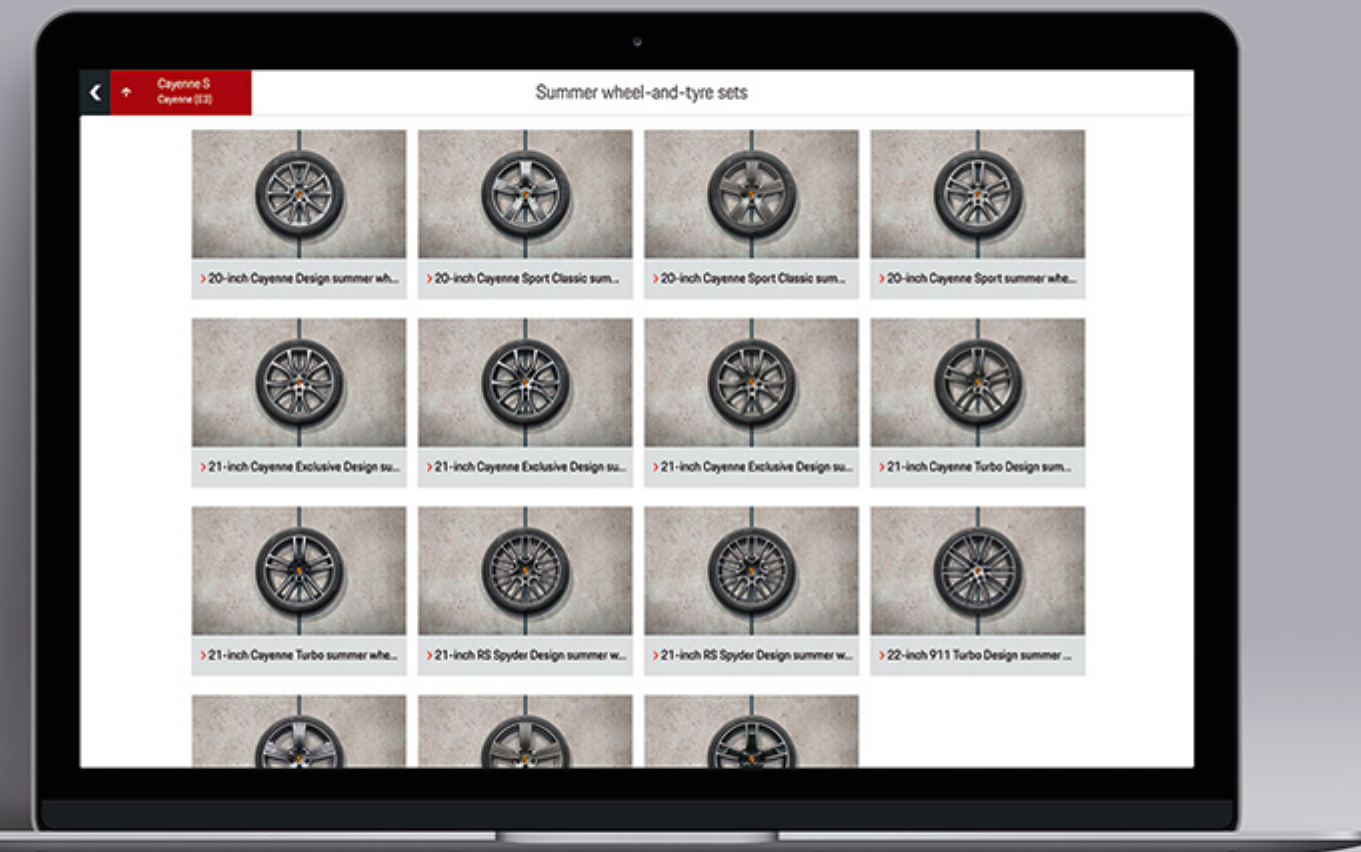 Cayenne S
Cayenne (E3)
Summer wheel-and-tyre sets
20-inch Cayenne Design summer wh...
20-inch Cayenne Sport Classic sum...
20-inch Cayenne Sport Classic sum...
20-inch Cayenne Sport summer whe...
21-inch Cayenne Exclusive Design su...
21-inch Cayenne Exclusive Design su...
21-inch Cayenne Exclusive Design su...
21-inch Cayenne Turbo Design sum...
21-inch Cayenne Turbo summer whe...
21-inch RS Spyder Design summer w...
21-inch RS Spyder Design summer w...
22-inch 911 Turbo Design summer ...